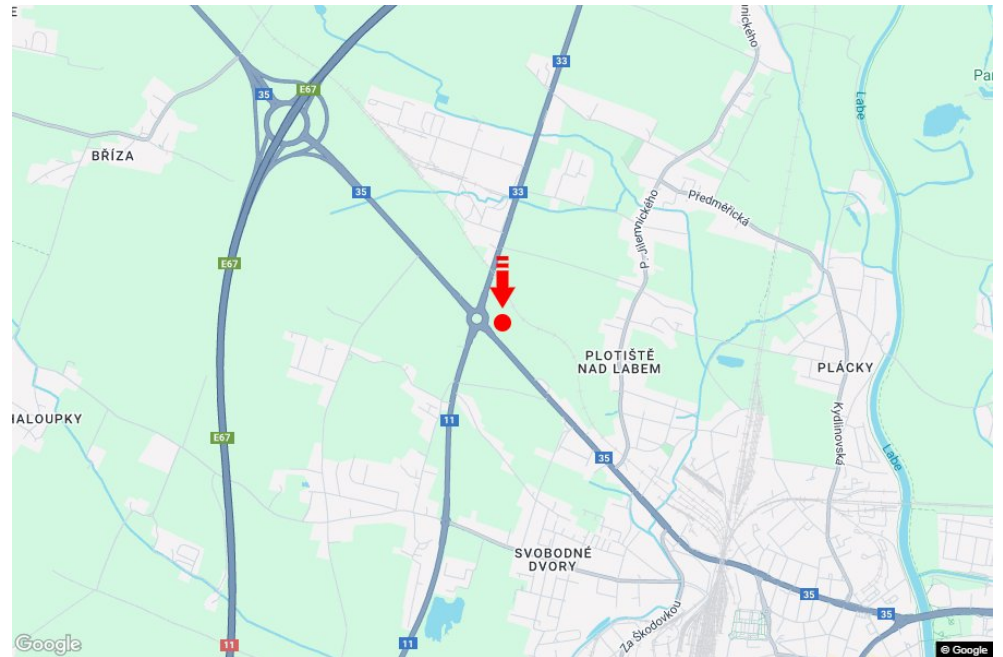 E
33
35
E67
Labe
Par
BŘÍZA
35
33
Předměřická
P. Jilemnického
E67
PLOTIŠTĚ
NAD LABEM
PLÁCKY
HALOUPKY
11
Kydlinovská
E67
35
Labe
SVOBODNÉ
DVORY
35
35
Za Škodovkou
11
11
Google
© Google